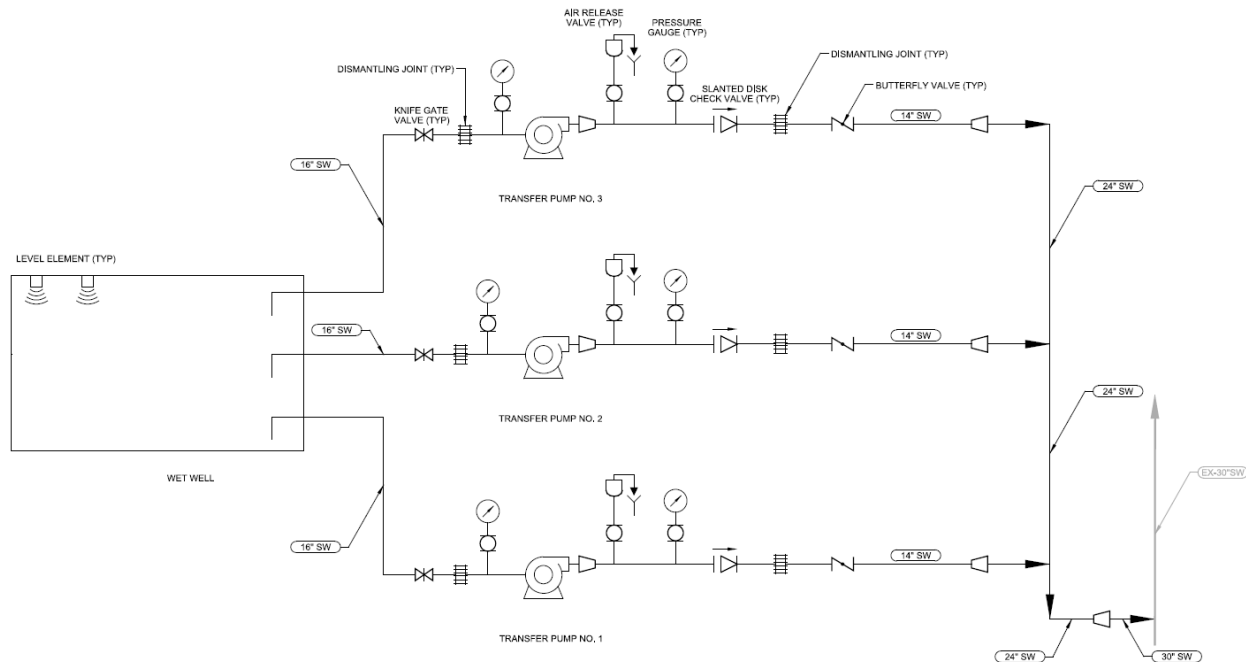 AIR RELEASE
VALVE (TYP)
PRESSURE
GAUGE (TYP)
DISMANTLING JOINT (TYP)
DISMANTLING JOINT (TYP)
KNIFE GATE
VALVE (TYP)
SLANTED DISK
CHECK VALVE (TYP)
BUTTERFLY VALVE (TYP)
14" SW
16" SW
24" SW
TRANSFER PUMP NO. 3
LEVEL ELEMENT (TYP)
16" SW
14" SW
24" SW
TRANSFER PUMP NO. 2
WET WELL
EX-30"SW
16" SW
14" SW
TRANSFER PUMP NO. 1
24" SW
30" SW